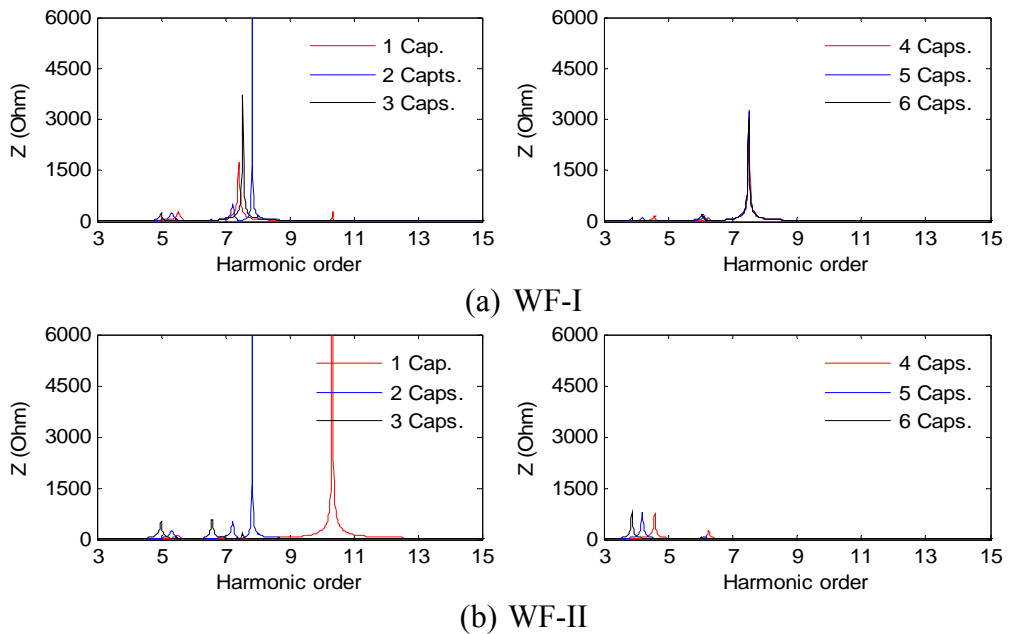 6000
4500
3000
1500
0
Z (Ohm)
1 Cap.
2 Capts.
3 Caps.
3 5 7 9 11 13 15
Harmonic order
6000
4500
3000
1500
0
Z (Ohm)
4 Caps.
5 Caps.
6 Caps.
3 5 7 9 11 13 15
Harmonic order
(a) WF-I
6000
4500
3000
1500
0
Z (Ohm)
1 Cap.
2 Caps.
3 Caps.
3 5 7 9 11 13 15
Harmonic order
6000
4500
3000
1500
0
Z (Ohm)
4 Caps.
5 Caps.
6 Caps.
3 5 7 9 11 13 15
Harmonic order
(b) WF-II